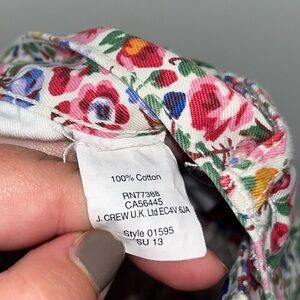 100% Cotton
RN77388
CA56445
J. CREW U.K. Ltd EC4V 6JA
Style 01595
SU 13